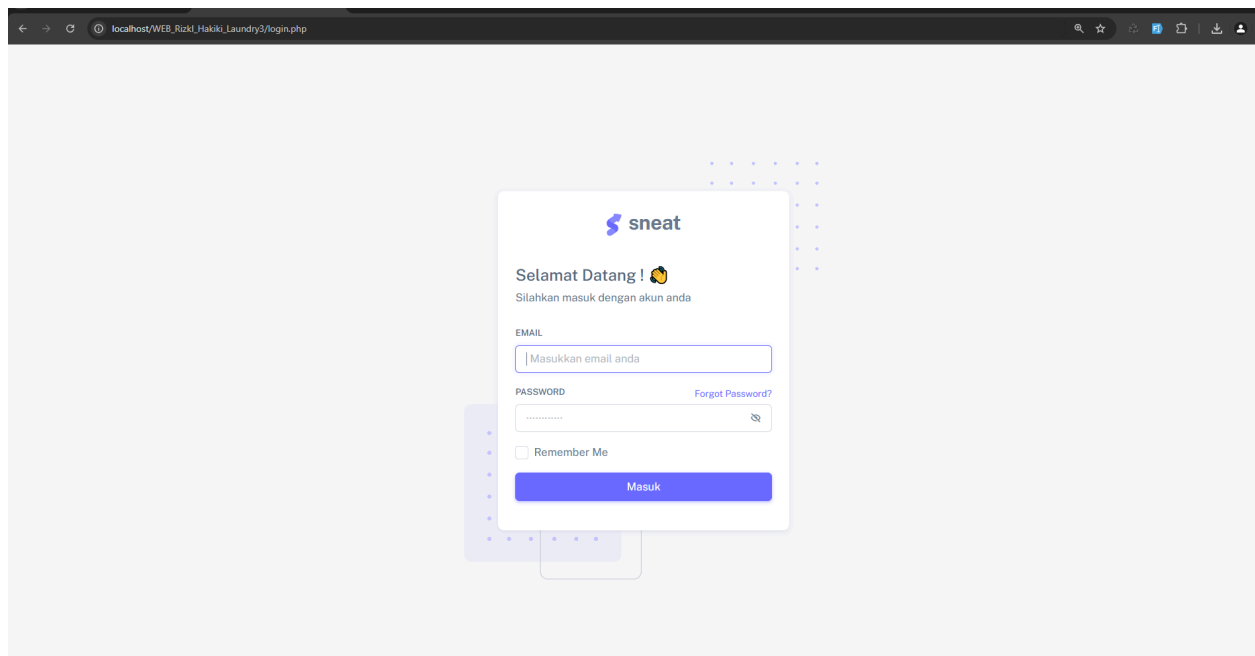 localhost/WEB_Rizkl_Hakiki_Laundry3/login.php
sneat
Selamat Datang ! 👋
Silahkan masuk dengan akun anda
EMAIL
Masukkan email anda
PASSWORD Forgot Password?
············
Remember Me
Masuk